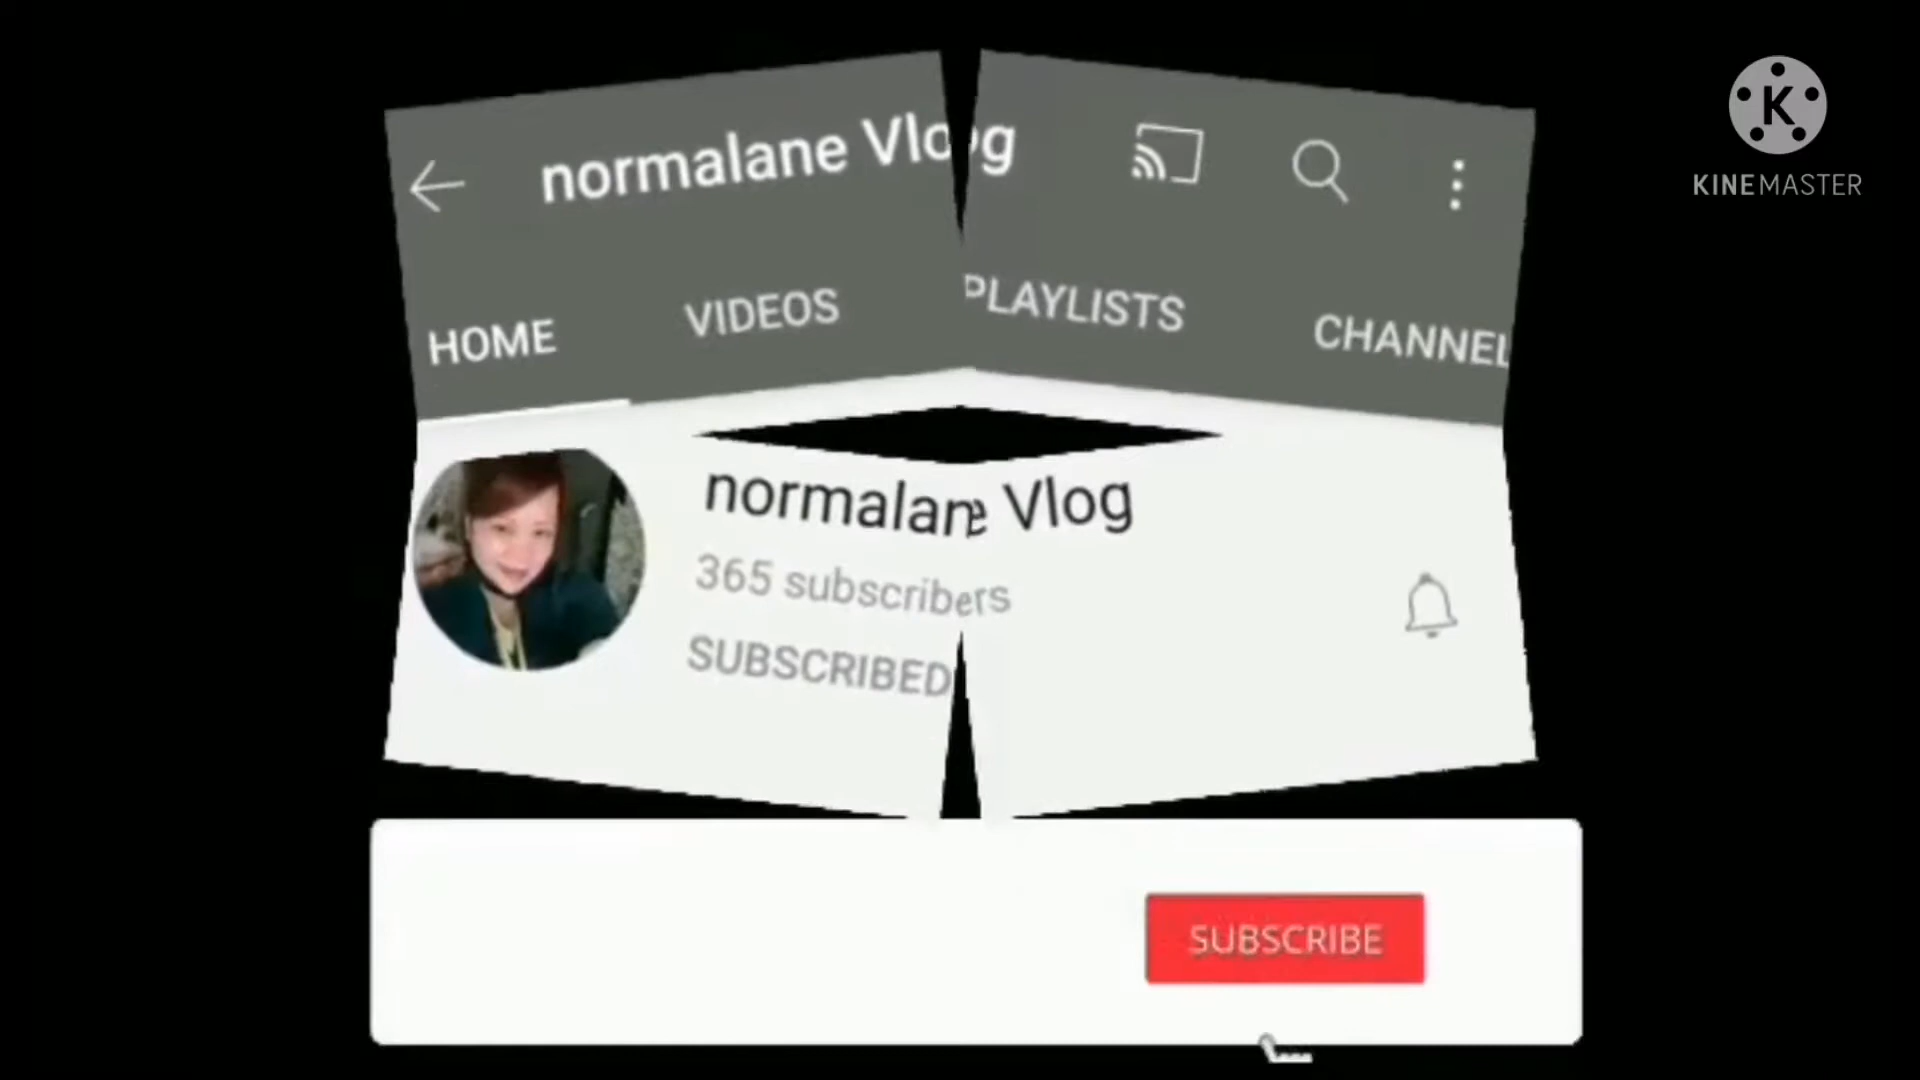 normalane Vlog
K
KINEMASTER
HOME VIDEOS PLAYLISTS CHANNEL
normalane Vlog
365 subscribers
SUBSCRIBED
SUBSCRIBE